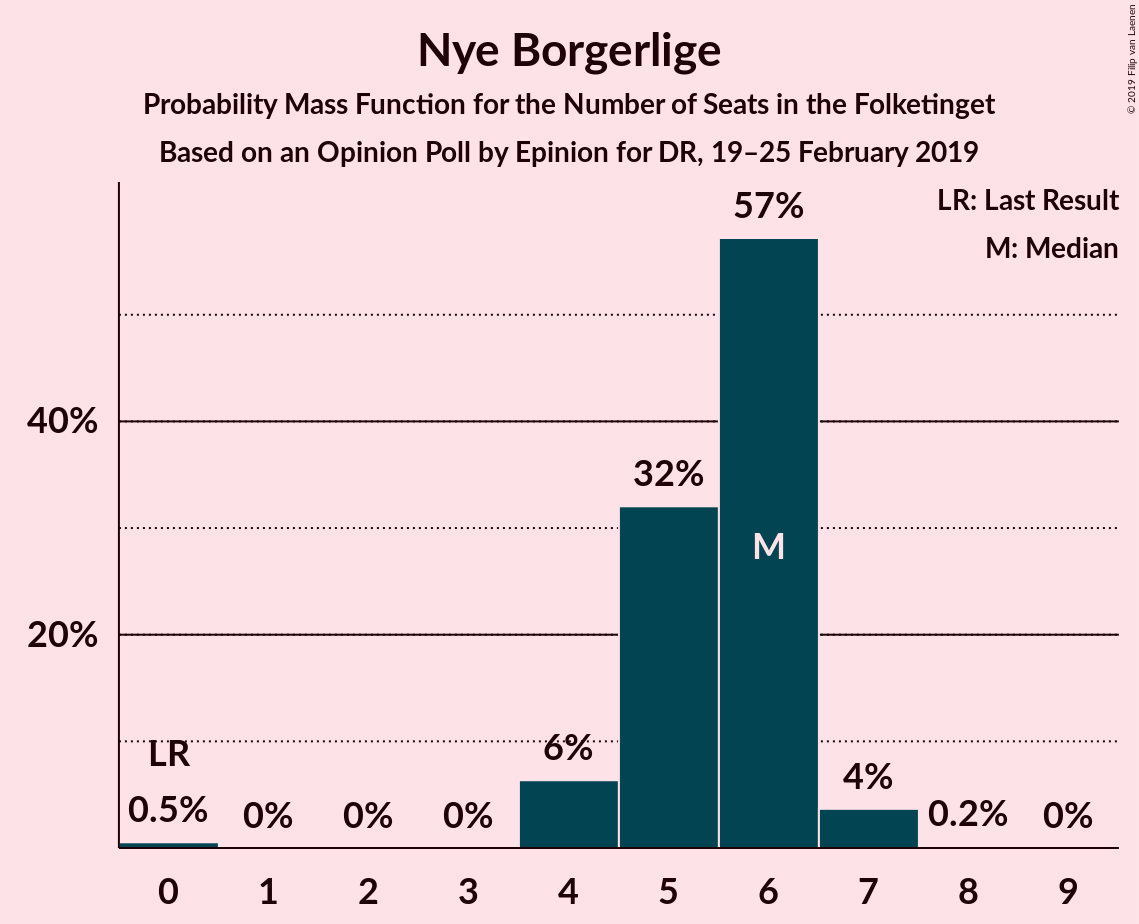 Nye Borgerlige
Probability Mass Function for the Number of Seats in the Folketinget
Based on an Opinion Poll by Epinion for DR, 19–25 February 2019
© 2019 Filip van Laenen
LR: Last Result
M: Median
57%
40%
32%
M
20%
LR
6%
4%
0.5%
0%
0%
0%
0.2%
0%
0 1 2 3 4 5 6 7 8 9